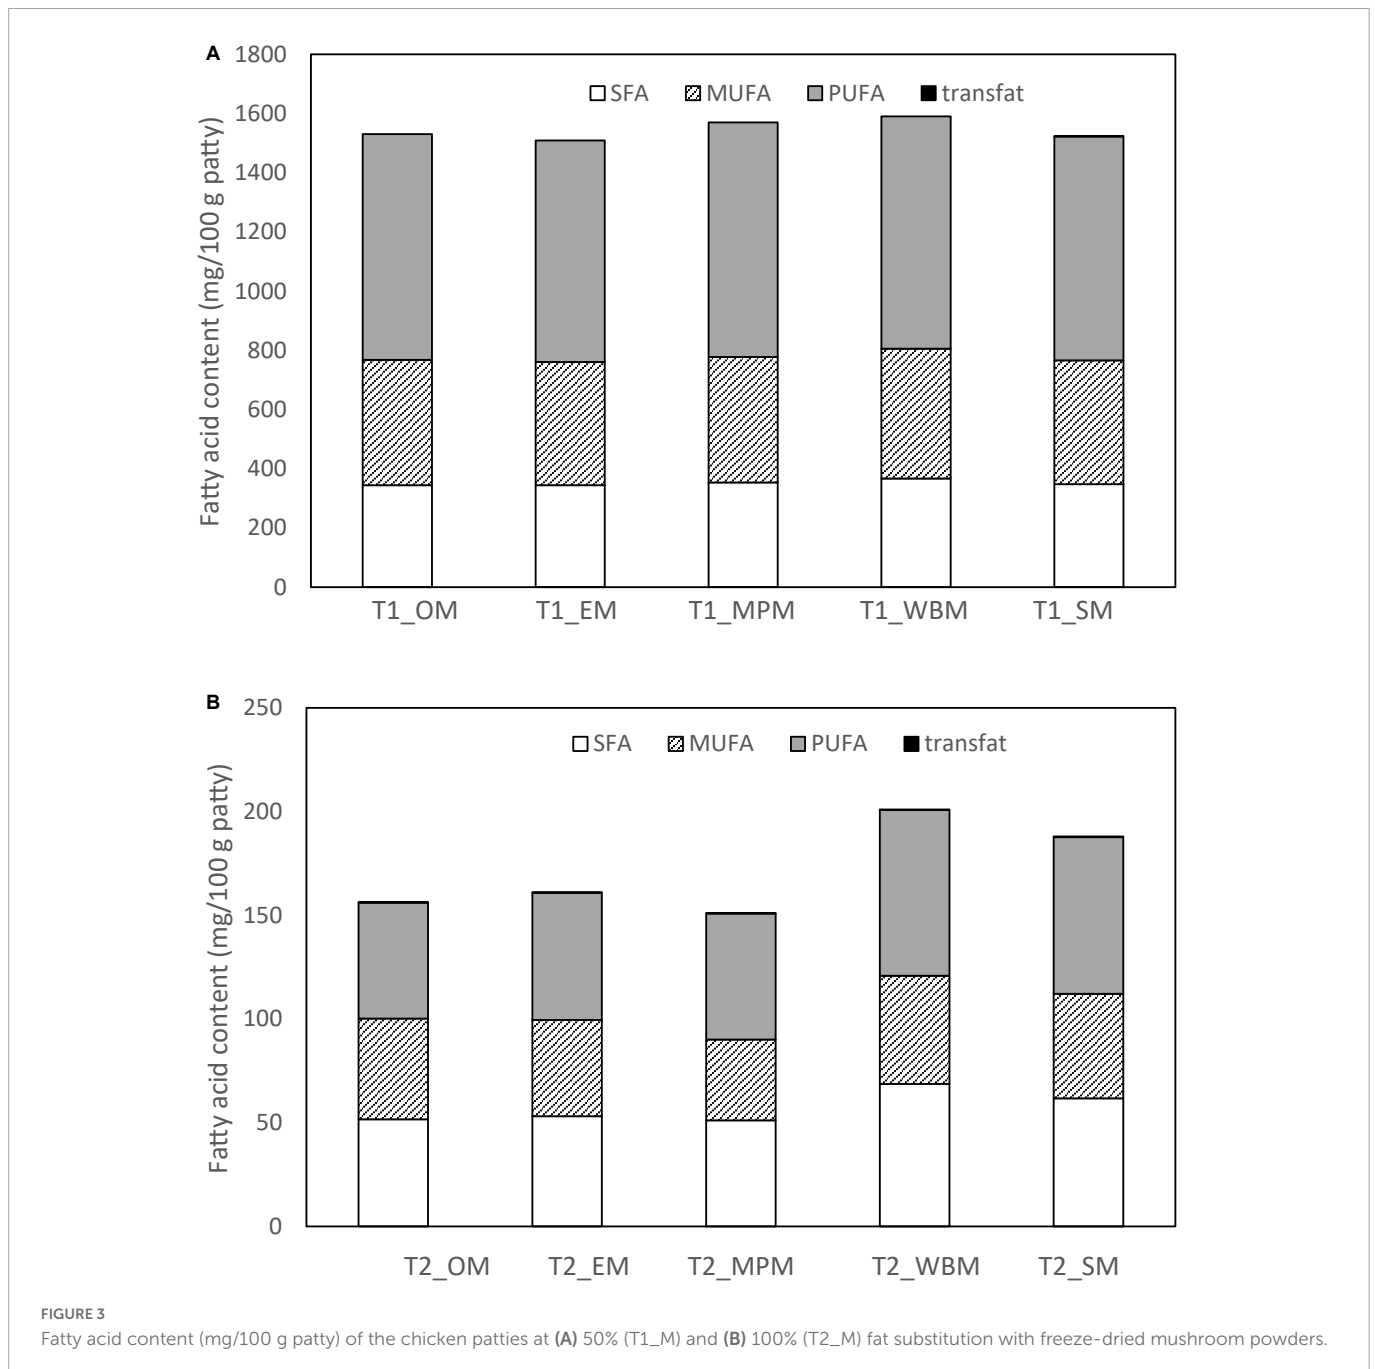 A
1800
1600
1400
1200
1000
800
600
400
200
0
Fatty acid content (mg/100 g patty)
SFA MUFA PUFA transfat
T1_OM T1_EM T1_MPM T1_WBM T1_SM
B
250
200
150
100
50
0
Fatty acid content (mg/100 g patty)
SFA MUFA PUFA transfat
T2_OM T2_EM T2_MPM T2_WBM T2_SM
FIGURE 3
Fatty acid content (mg/100 g patty) of the chicken patties at (A) 50% (T1_M) and (B) 100% (T2_M) fat substitution with freeze-dried mushroom powders.